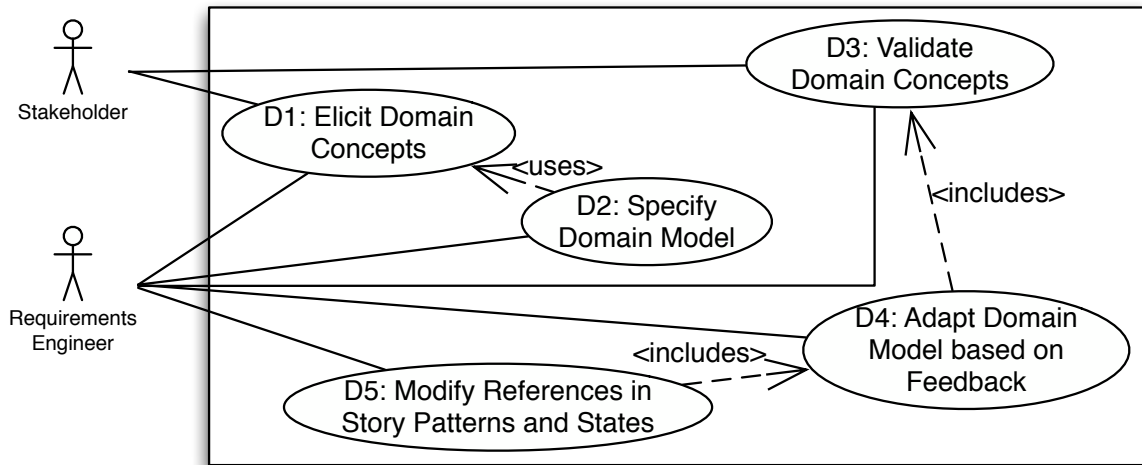 Stakeholder
D3: Validate
Domain Concepts
D1: Elicit Domain
Concepts
<uses>
D2: Specify
Domain Model
<includes>
Requirements
Engineer
D4: Adapt Domain
Model based on
Feedback
<includes>
D5: Modify References in
Story Patterns and States